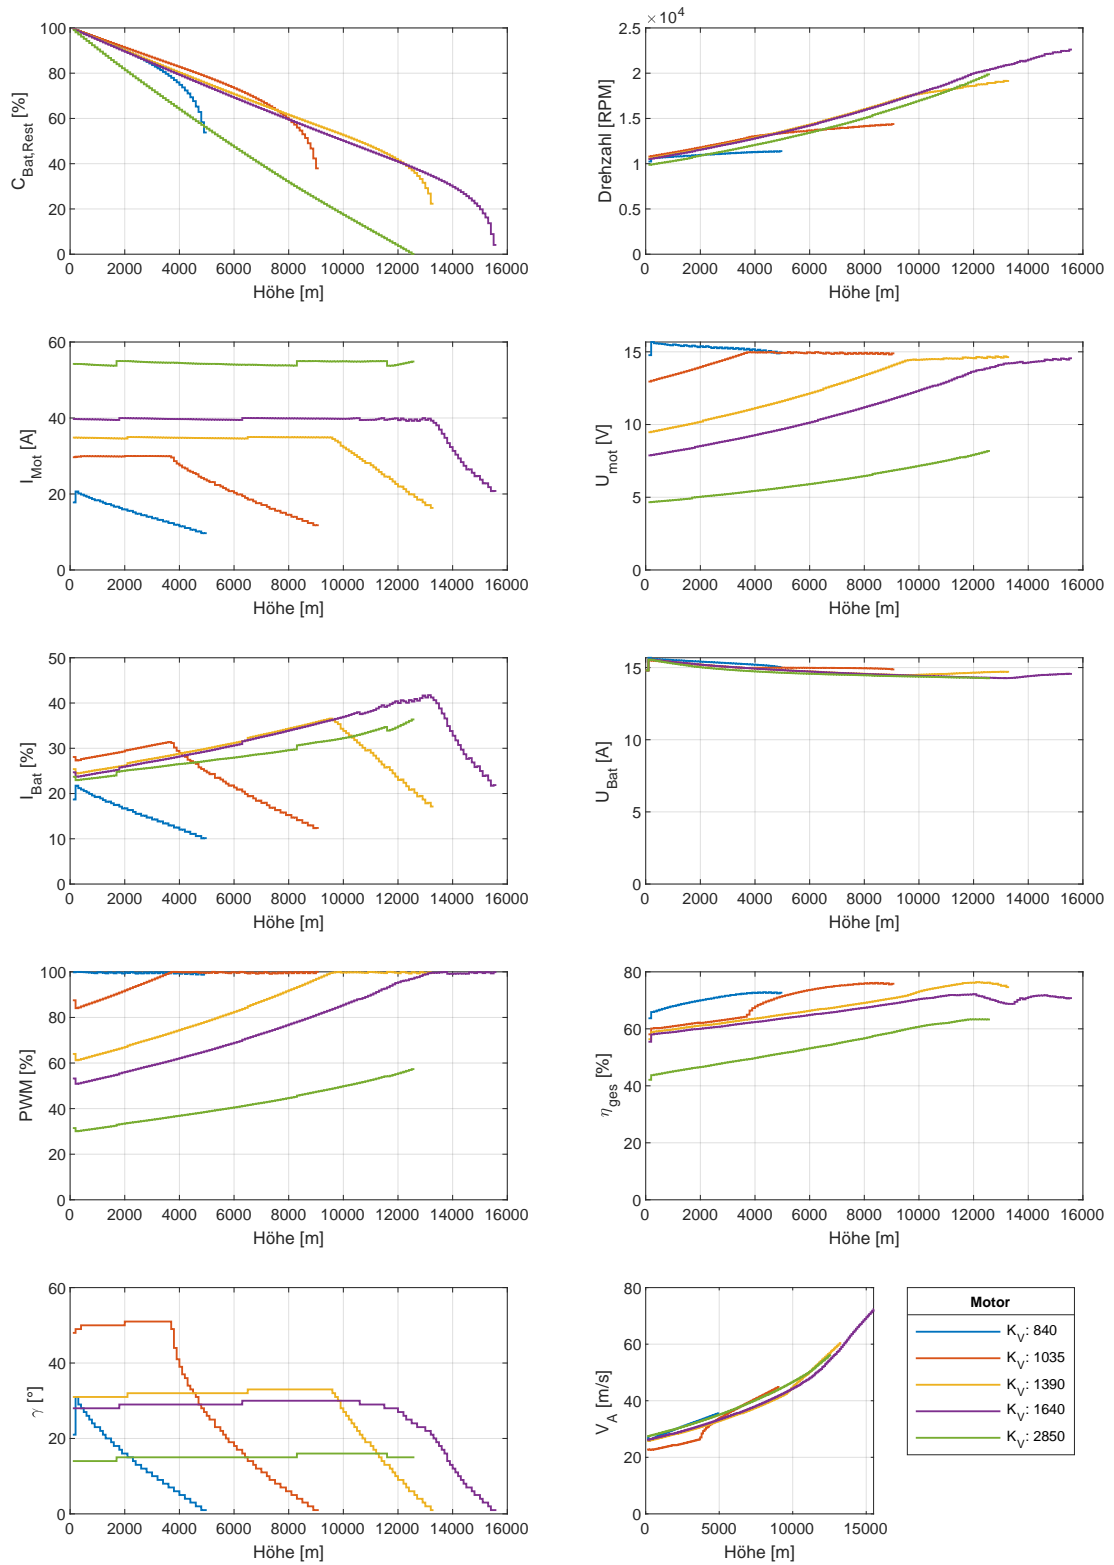 C_Bat,Rest [%]
100
80
60
40
20
0
0 2000 4000 6000 8000 10000 12000 14000 16000
Höhe [m]
×10^4
Drehzahl [RPM]
2.5
2
1.5
1
0.5
0
0 2000 4000 6000 8000 10000 12000 14000 16000
Höhe [m]
I_Mot [A]
60
40
20
0
0 2000 4000 6000 8000 10000 12000 14000 16000
Höhe [m]
U_mot [V]
15
10
5
0
0 2000 4000 6000 8000 10000 12000 14000 16000
Höhe [m]
I_Bat [%]
50
40
30
20
10
0
0 2000 4000 6000 8000 10000 12000 14000 16000
Höhe [m]
U_Bat [A]
15
10
5
0
0 2000 4000 6000 8000 10000 12000 14000 16000
Höhe [m]
PWM [%]
100
80
60
40
20
0
0 2000 4000 6000 8000 10000 12000 14000 16000
Höhe [m]
η_ges [%]
80
60
40
20
0
0 2000 4000 6000 8000 10000 12000 14000 16000
Höhe [m]
γ [°]
60
40
20
0
0 2000 4000 6000 8000 10000 12000 14000 16000
Höhe [m]
V_A [m/s]
80
60
40
20
0
0 5000 10000 15000
Höhe [m]
Motor
K_V: 840
K_V: 1035
K_V: 1390
K_V: 1640
K_V: 2850